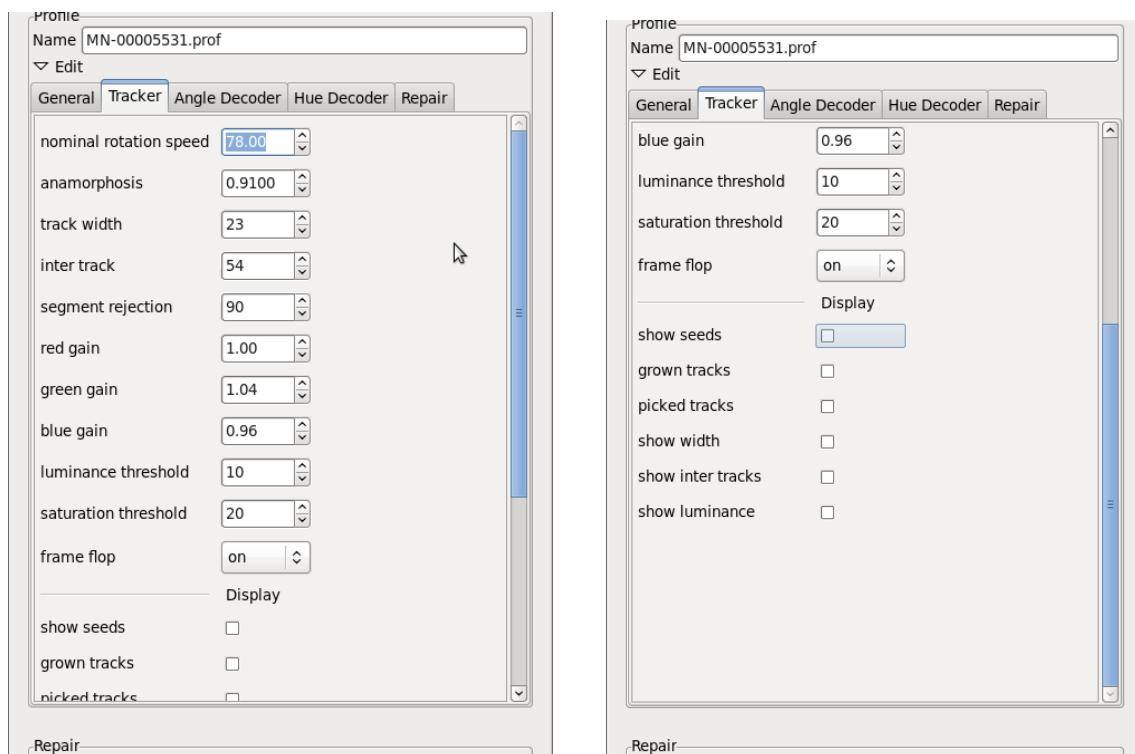 Profile
Name MN-00005531.prof
Edit
General Tracker Angle Decoder Hue Decoder Repair
nominal rotation speed 78.00
anamorphosis 0.9100
track width 23
inter track 54
segment rejection 90
red gain 1.00
green gain 1.04
blue gain 0.96
luminance threshold 10
saturation threshold 20
frame flop on
Display
show seeds
grown tracks
picked tracks
Repair
Profile
Name MN-00005531.prof
Edit
General Tracker Angle Decoder Hue Decoder Repair
blue gain 0.96
luminance threshold 10
saturation threshold 20
frame flop on
Display
show seeds
grown tracks
picked tracks
show width
show inter tracks
show luminance
Repair